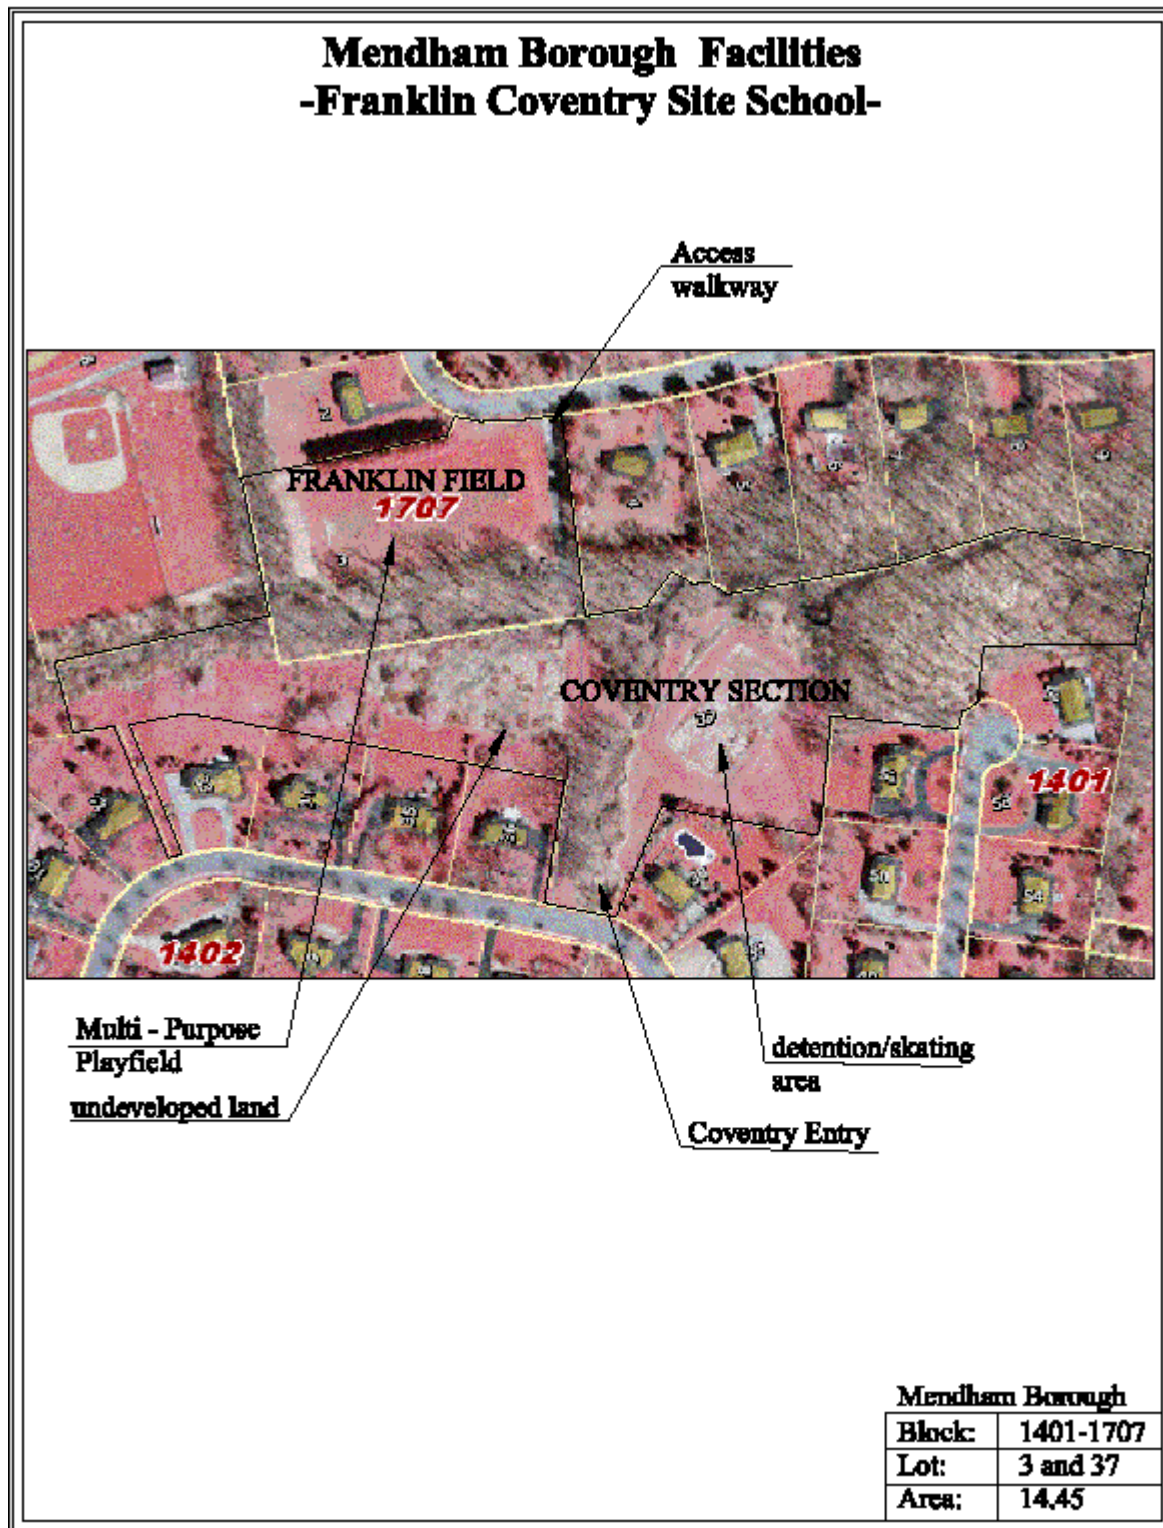 Mendham Borough Facilities
-Franklin Coventry Site School-
Access
walkway
FRANKLIN FIELD
1707
3
COVENTRY SECTION
37
1401
1402
Multi - Purpose
Playfield
undeveloped land
detention/skating
area
Coventry Entry
Mendham Borough
Block: 1401-1707
Lot: 3 and 37
Area: 14.45